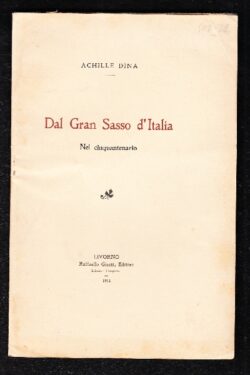 ACHILLE DINA
Dal Gran Sasso d'Italia
Nel cinquantenario
LIVORNO
Raffaello Giusti, Editore